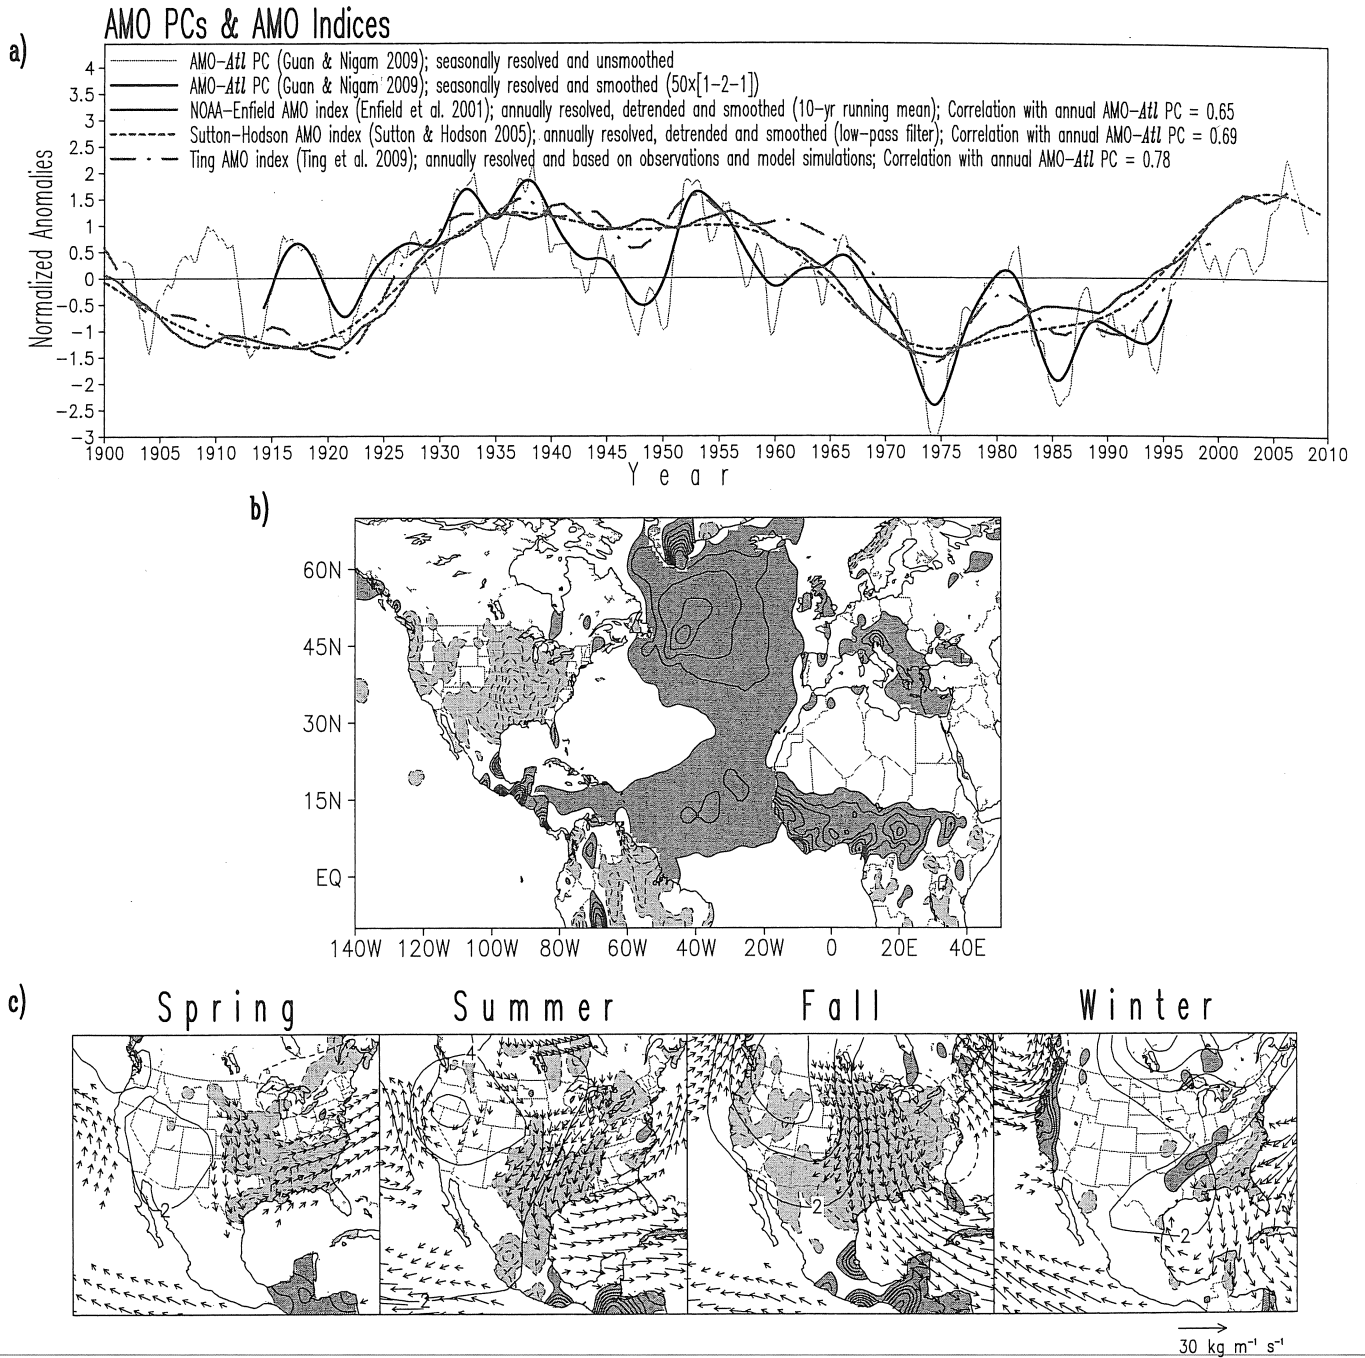 AMO PCs & AMO Indices
a)
AMO-Atl PC (Guan & Nigam 2009); seasonally resolved and unsmoothed
AMO-Atl PC (Guan & Nigam 2009); seasonally resolved and smoothed (50x[1-2-1])
NOAA-Enfield AMO index (Enfield et al. 2001); annually resolved, detrended and smoothed (10-yr running mean); Correlation with annual AMO-Atl PC = 0.65
Sutton-Hodson AMO index (Sutton & Hodson 2005); annually resolved, detrended and smoothed (low-pass filter); Correlation with annual AMO-Atl PC = 0.69
Ting AMO index (Ting et al. 2009); annually resolved and based on observations and model simulations; Correlation with annual AMO-Atl PC = 0.78
Normalized Anomalies
4
3.5
3
2.5
2
1.5
1
0.5
0
-0.5
-1
-1.5
-2
-2.5
-3
1900 1905 1910 1915 1920 1925 1930 1935 1940 1945 1950 1955 1960 1965 1970 1975 1980 1985 1990 1995 2000 2005 2010
Year
b)
60N
45N
30N
15N
EQ
140W 120W 100W 80W 60W 40W 20W 0 20E 40E
c)
Spring Summer Fall Winter
4
2
2
2
2
30 kg m⁻¹ s⁻¹